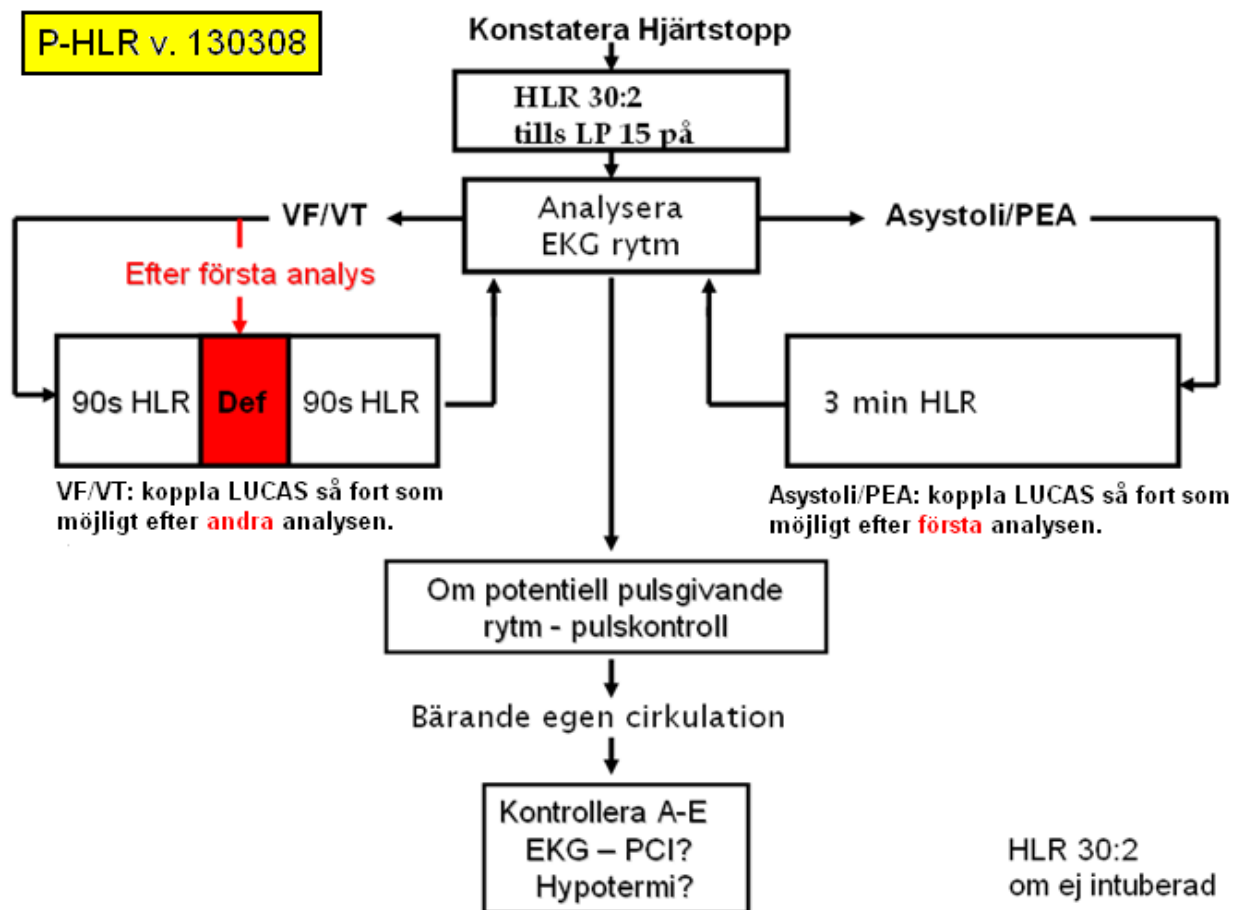 P-HLR v. 130308
Konstatera Hjärtstopp
HLR 30:2
tills LP 15 på
Analysera
EKG rytm
VF/VT
Asystoli/PEA
Efter första analys
90s HLR
Def
90s HLR
3 min HLR
VF/VT: koppla LUCAS så fort som
möjligt efter andra analysen.
Asystoli/PEA: koppla LUCAS så fort som
möjligt efter första analysen.
Om potentiell pulsgivande
rytm - pulskontroll
Bärande egen cirkulation
Kontrollera A-E
EKG – PCI?
Hypotermi?
HLR 30:2
om ej intuberad